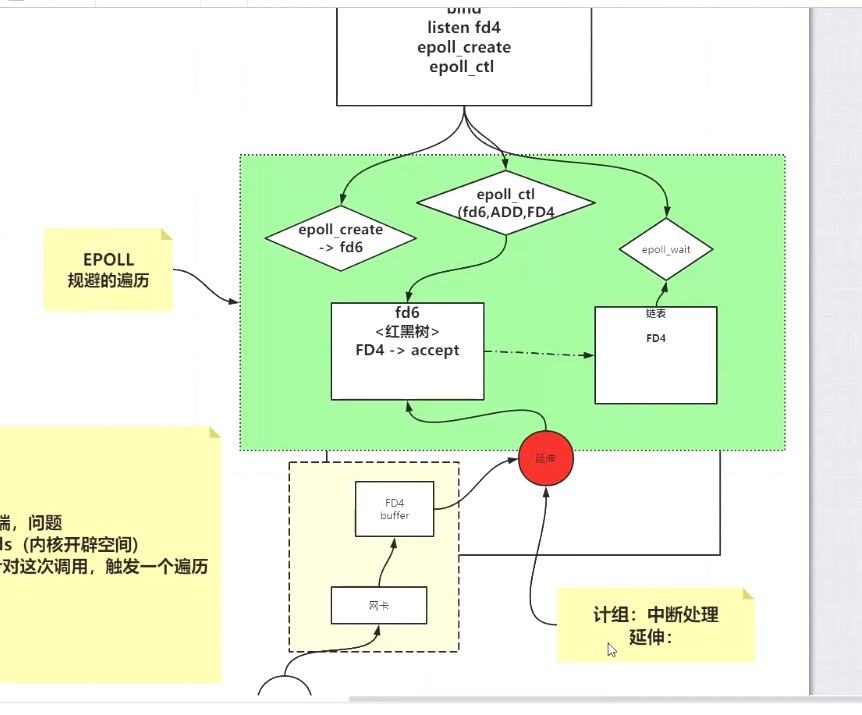 bind
listen fd4
epoll_create
epoll_ctl
epoll_create
-> fd6
epoll_ctl
(fd6,ADD,FD4
epoll_wait
EPOLL
规避的遍历
fd6
<红黑树>
FD4 -> accept
链表
FD4
延伸
FD4
buffer
网卡
端，问题
ds（内核开辟空间）
对这次调用，触发一个遍历
计组：中断处理
延伸：